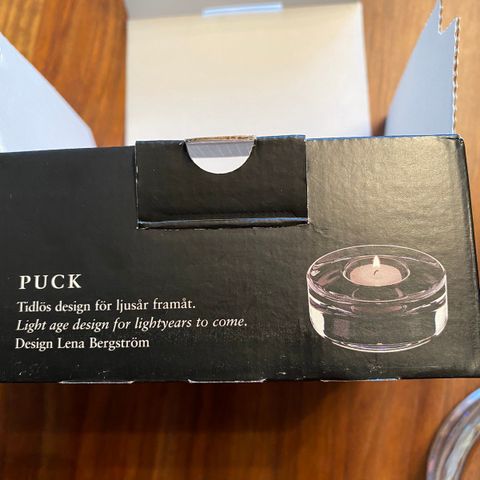 PUCK
Tidlös design för ljusår framåt.
Light age design for lightyears to come.
Design Lena Bergström